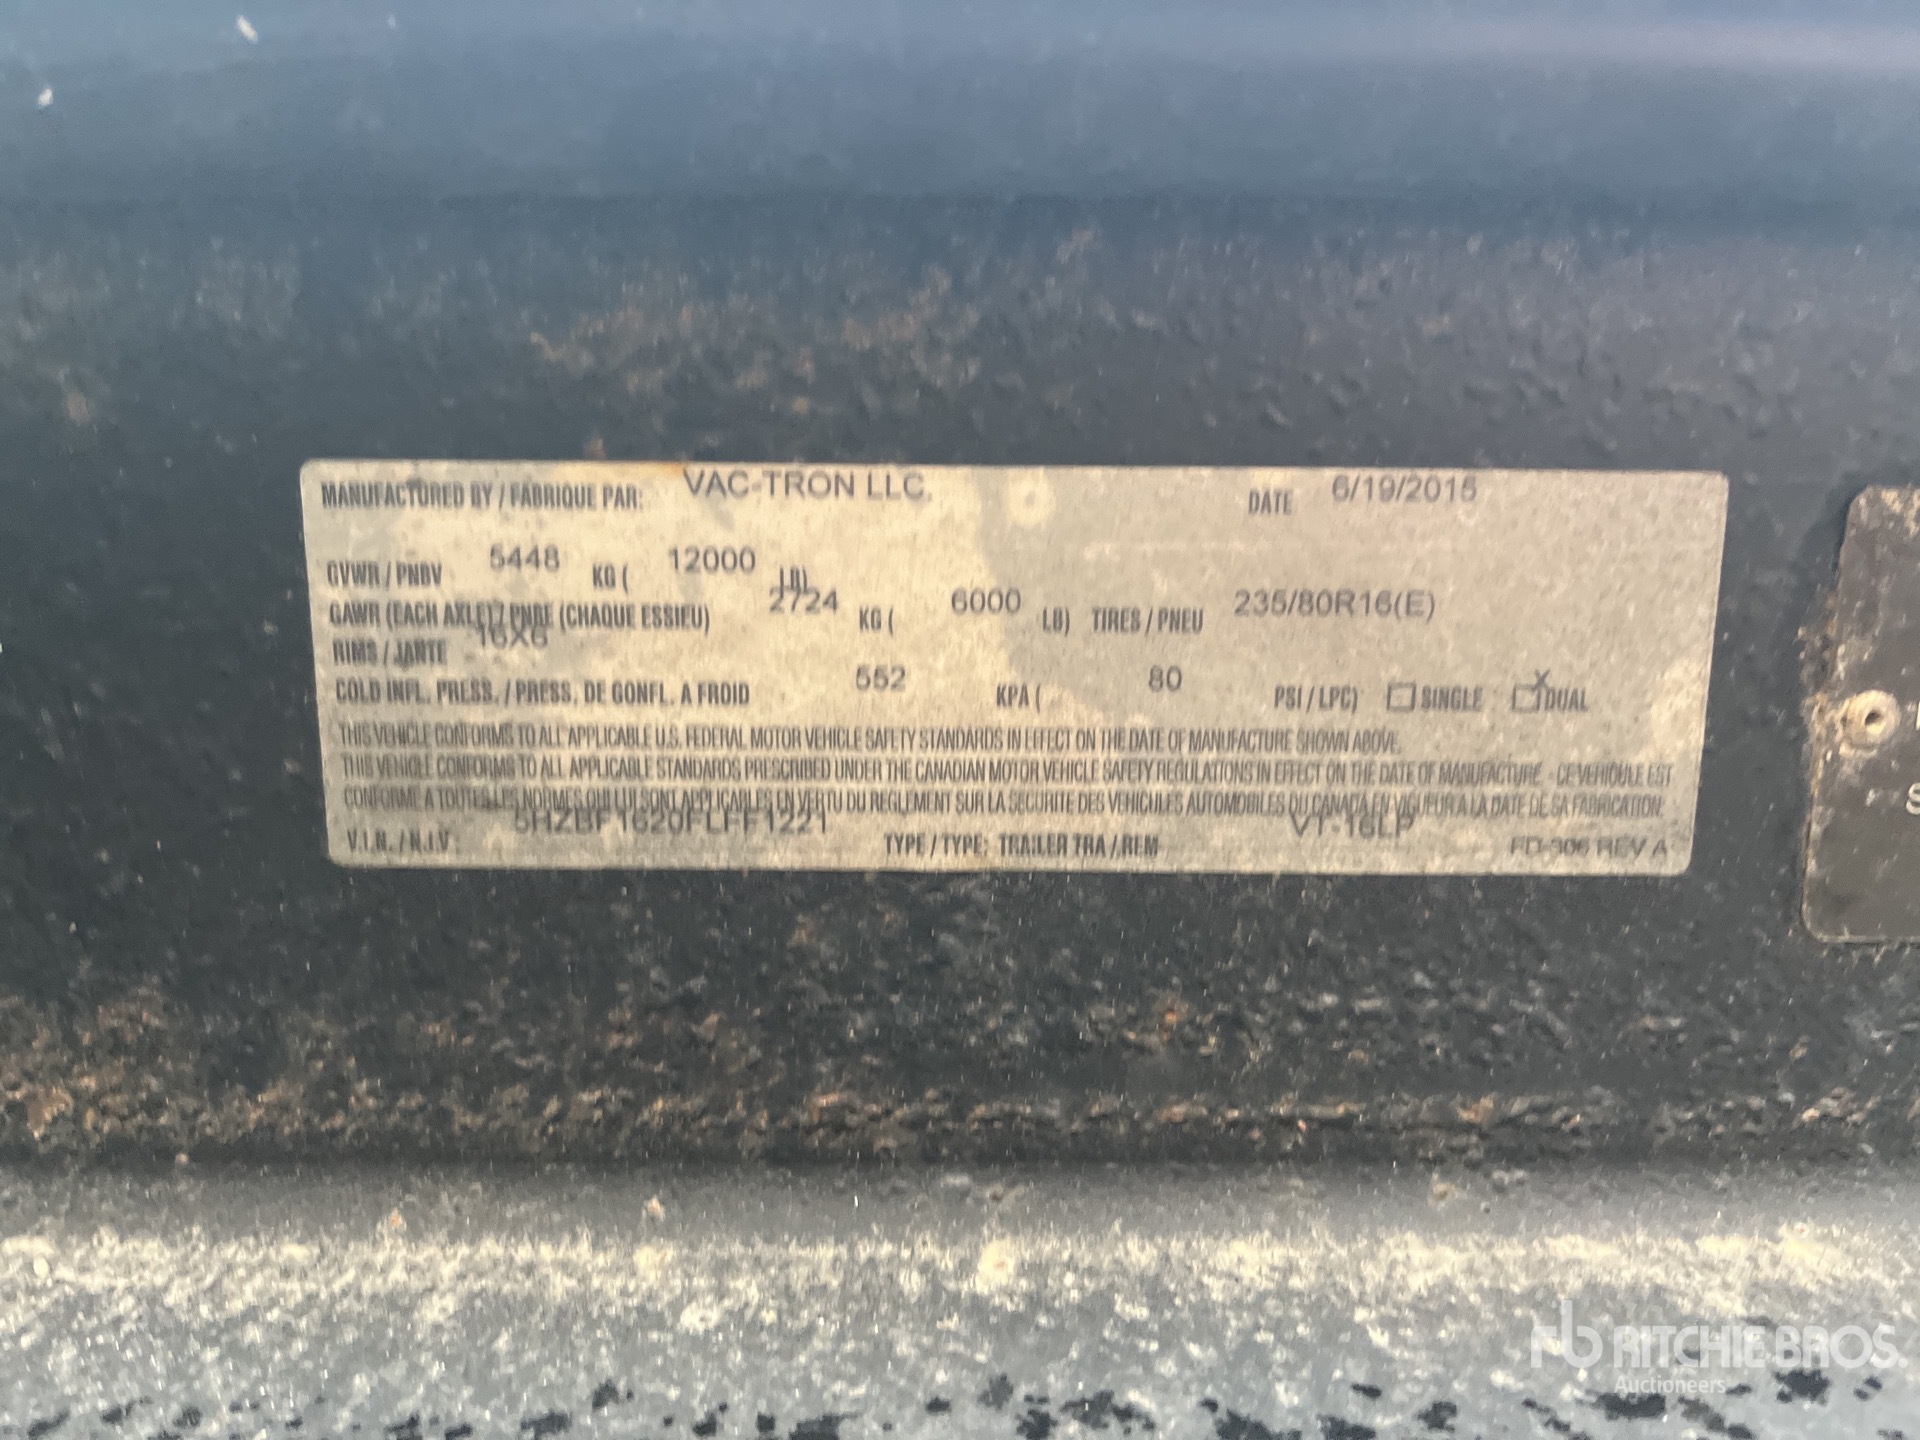 MANUFACTURED BY / FABRIQUE PAR: VAC-TRON LLC. DATE 6/19/2015
GVWR / PNBV 5448 KG ( 12000 LB)
GAWR (EACH AXLE) / PNBE (CHAQUE ESSIEU) 2724 KG ( 6000 LB) TIRES / PNEU 235/80R16(E)
RIMS / JANTE 16X6
COLD INFL. PRESS. / PRESS. DE GONFL. A FROID 552 KPA ( 80 PSI / LPC) SINGLE X DUAL
THIS VEHICLE CONFORMS TO ALL APPLICABLE U.S. FEDERAL MOTOR VEHICLE SAFETY STANDARDS IN EFFECT ON THE DATE OF MANUFACTURE SHOWN ABOVE.
THIS VEHICLE CONFORMS TO ALL APPLICABLE STANDARDS PRESCRIBED UNDER THE CANADIAN MOTOR VEHICLE SAFETY REGULATIONS IN EFFECT ON THE DATE OF MANUFACTURE - CE VEHICULE EST
CONFORME A TOUTES LES NORMES QUI LUI SONT APPLICABLES EN VERTU DU REGLEMENT SUR LA SECURITE DES VEHICULES AUTOMOBILES DU CANADA EN VIGUEUR A LA DATE DE SA FABRICATION.
V.I.N. / N.I.V.: 5HZBF1620FLFF1221 TYPE / TYPE: TRAILER TRA / REM VT-16LP FD-306 REV A
S
rb RITCHIE BROS.
Auctioneers